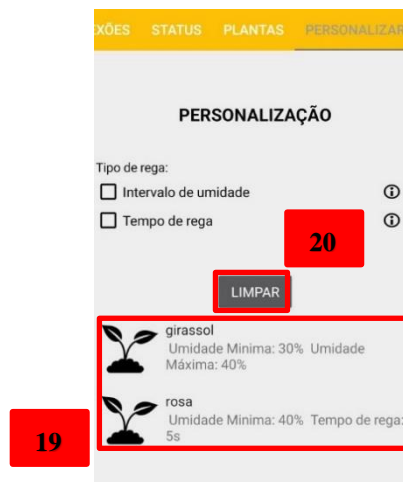 XÕES STATUS PLANTAS PERSONALIZAR
PERSONALIZAÇÃO
Tipo de rega:
Intervalo de umidade
Tempo de rega
20
LIMPAR
girassol
Umidade Minima: 30% Umidade
Máxima: 40%
rosa
Umidade Minima: 40% Tempo de rega:
5s
19